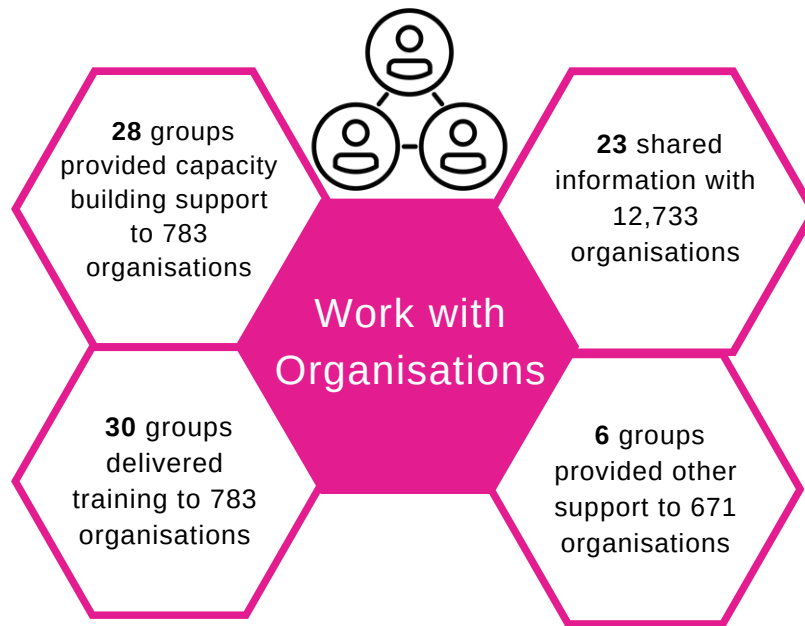 28 groups
provided capacity
building support
to 783
organisations
23 shared
information with
12,733
organisations
Work with
Organisations
30 groups
delivered
training to 783
organisations
6 groups
provided other
support to 671
organisations